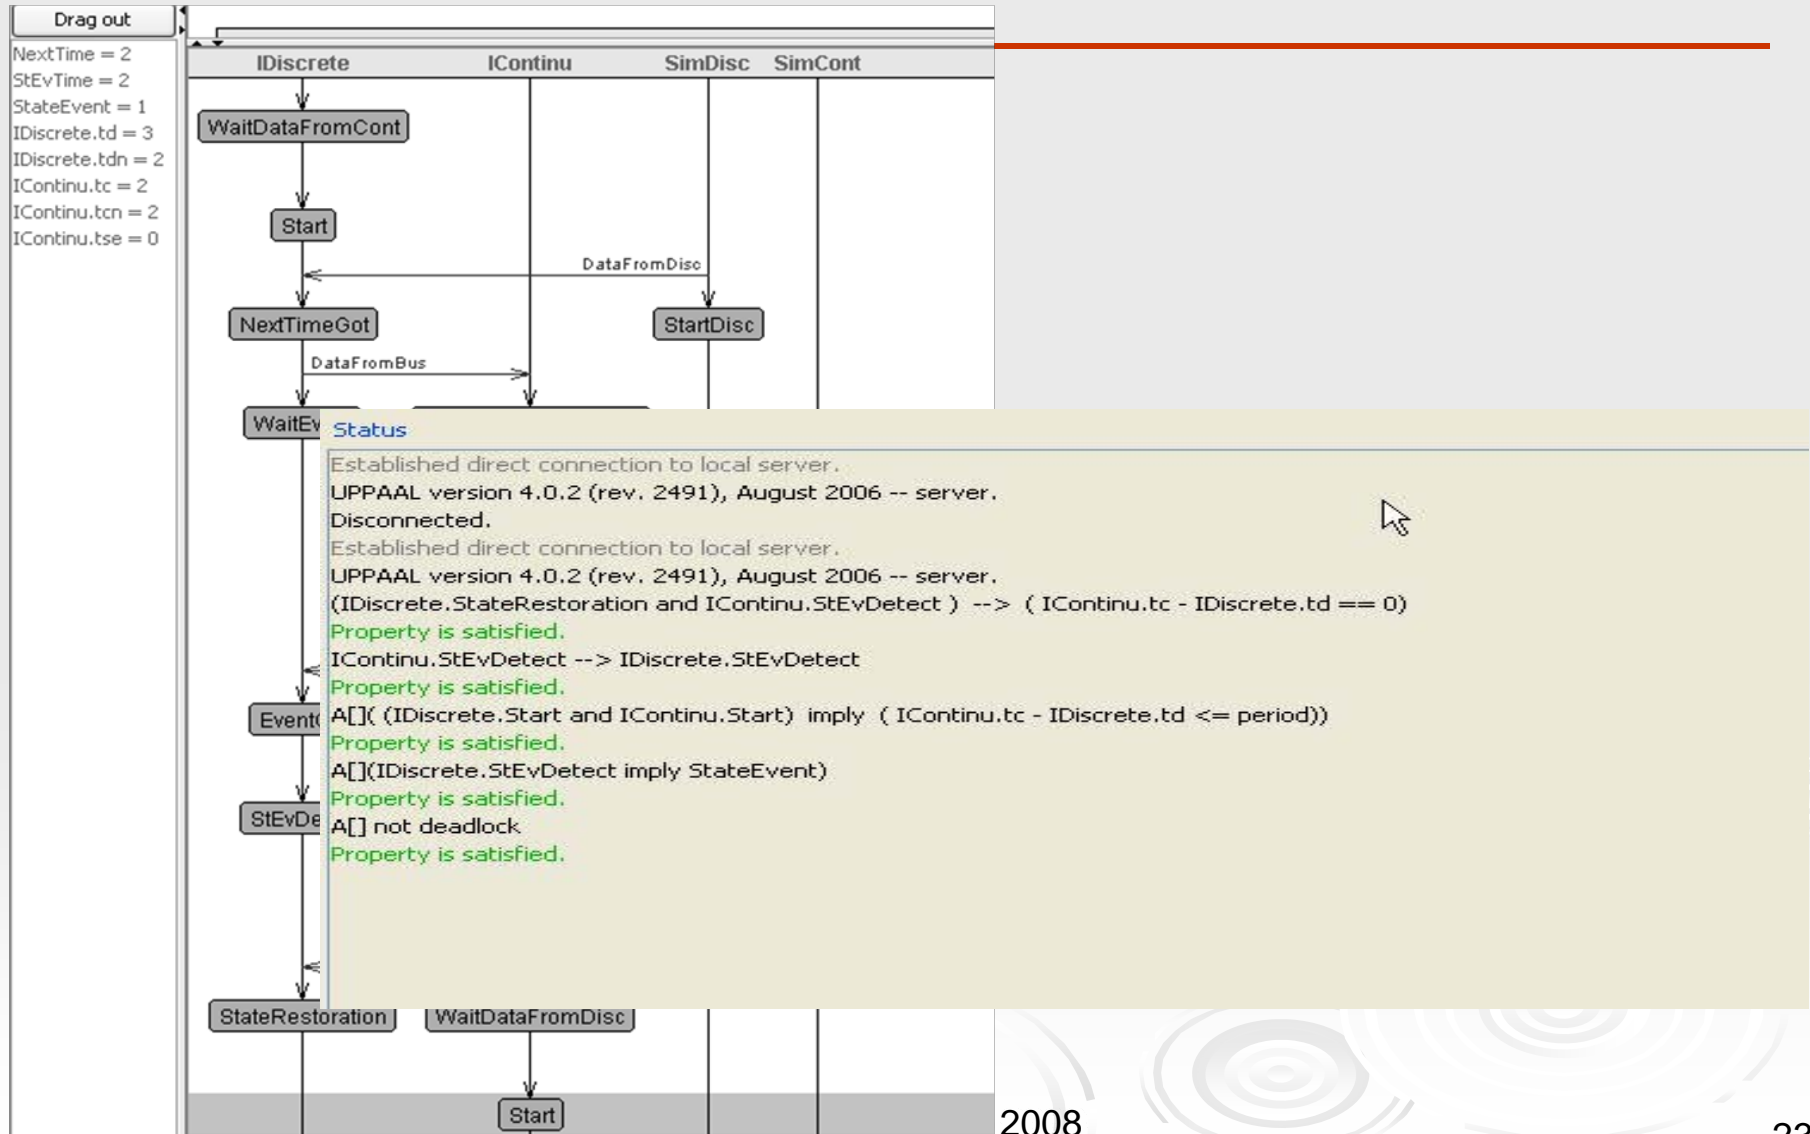 Drag out
NextTime = 2
StEvTime = 2
StateEvent = 1
IDiscrete.td = 3
IDiscrete.tdn = 2
IContinu.tc = 2
IContinu.tcn = 2
IContinu.tse = 0
IDiscrete IContinu SimDisc SimCont
WaitDataFromCont
Start
DataFromDisc
NextTimeGot StartDisc
DataFromBus
WaitEv
Status
Established direct connection to local server.
UPPAAL version 4.0.2 (rev. 2491), August 2006 -- server.
Disconnected.
Established direct connection to local server.
UPPAAL version 4.0.2 (rev. 2491), August 2006 -- server.
(IDiscrete.StateRestoration and IContinu.StEvDetect ) --> ( IContinu.tc - IDiscrete.td == 0)
Property is satisfied.
IContinu.StEvDetect --> IDiscrete.StEvDetect
Property is satisfied.
A[]( (IDiscrete.Start and IContinu.Start) imply ( IContinu.tc - IDiscrete.td <= period))
Property is satisfied.
A[](IDiscrete.StEvDetect imply StateEvent)
Property is satisfied.
A[] not deadlock
Property is satisfied.
Event
StEvDe
StateRestoration WaitDataFromDisc
Start
2008